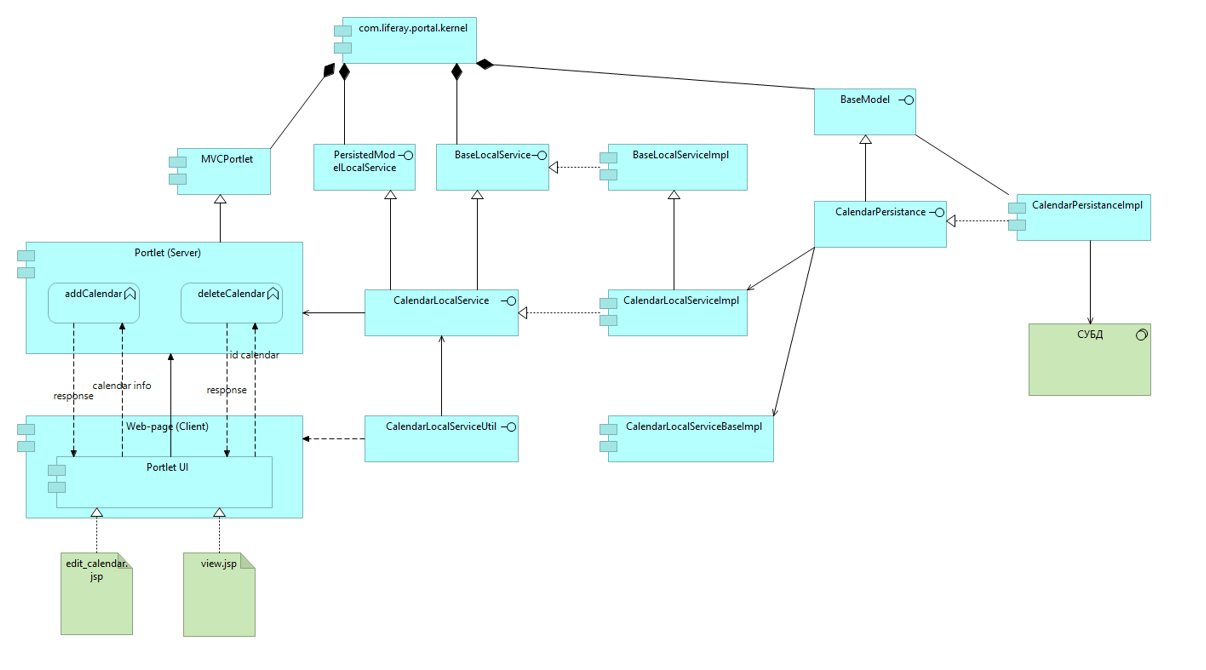 com.liferay.portal.kernel
BaseModel
MVCPortlet
PersistedMod
elLocalService
BaseLocalService
BaseLocalServiceImpl
CalendarPersistance
CalendarPersistanceImpl
Portlet (Server)
addCalendar
deleteCalendar
CalendarLocalService
CalendarLocalServiceImpl
СУБД
id calendar
calendar info
response
response
Web-page (Client)
CalendarLocalServiceUtil
CalendarLocalServiceBaseImpl
Portlet UI
edit_calendar.
jsp
view.jsp